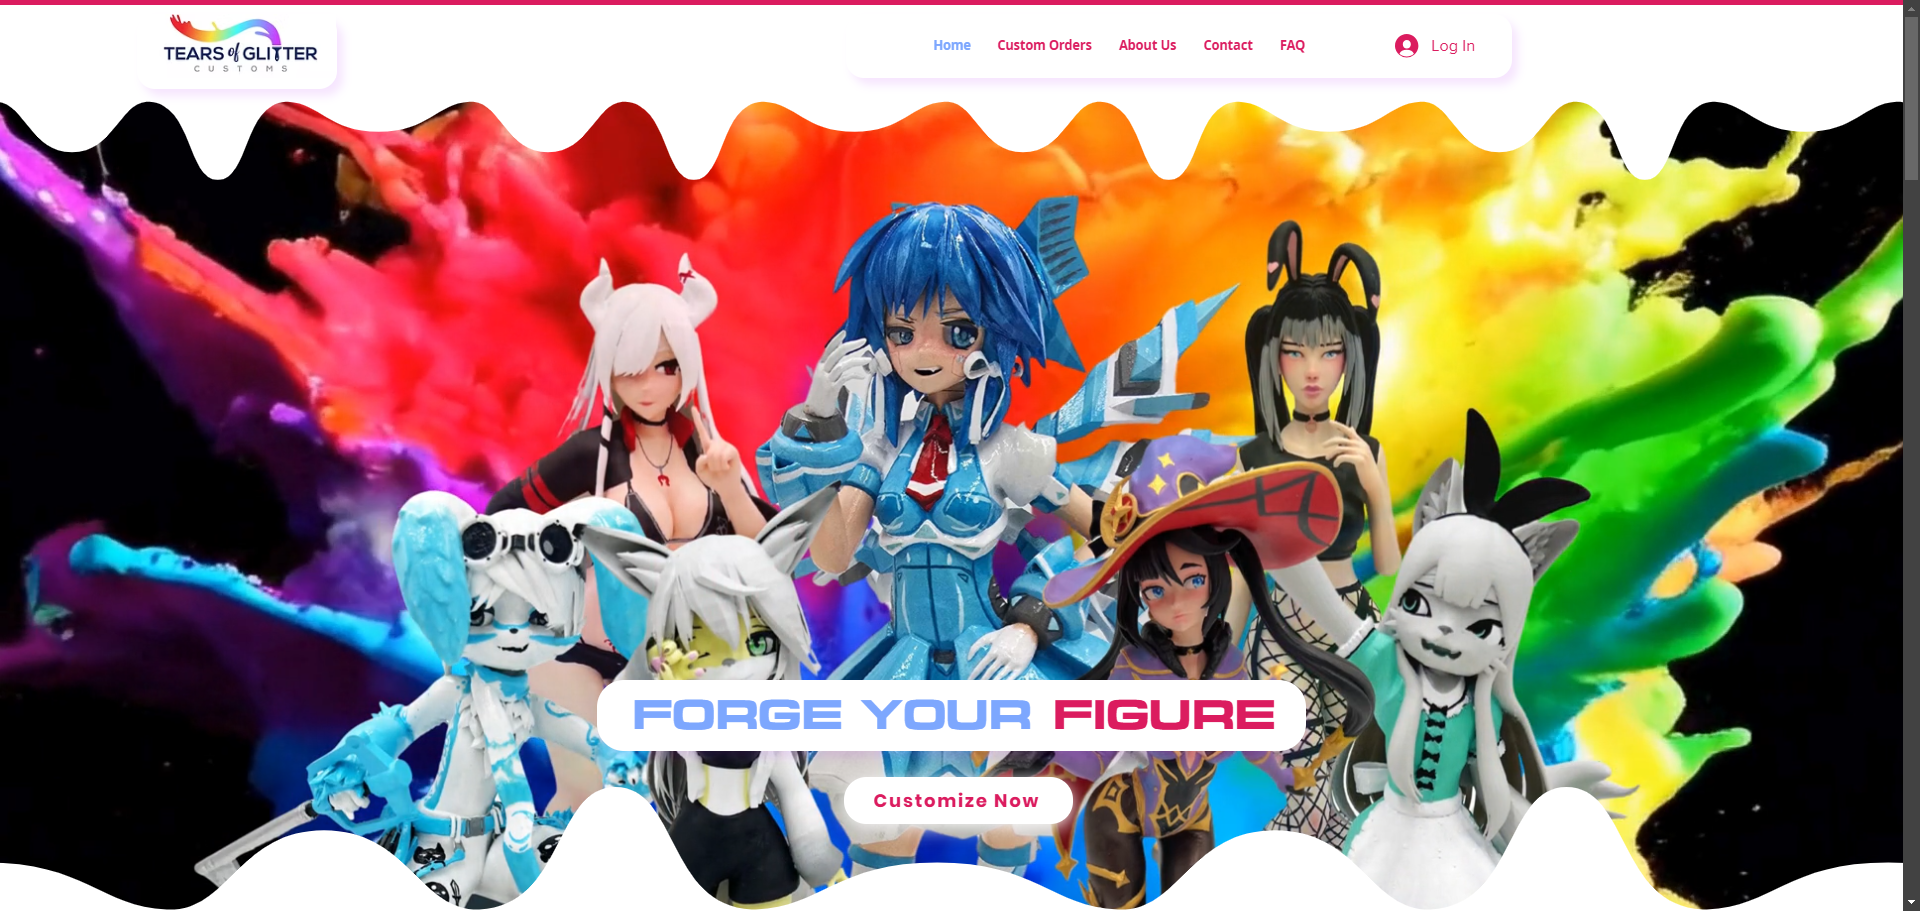 TEARS of GLITTER
CUSTOMS
Home Custom Orders About Us Contact FAQ Log In
FORGE YOUR FIGURE
Customize Now